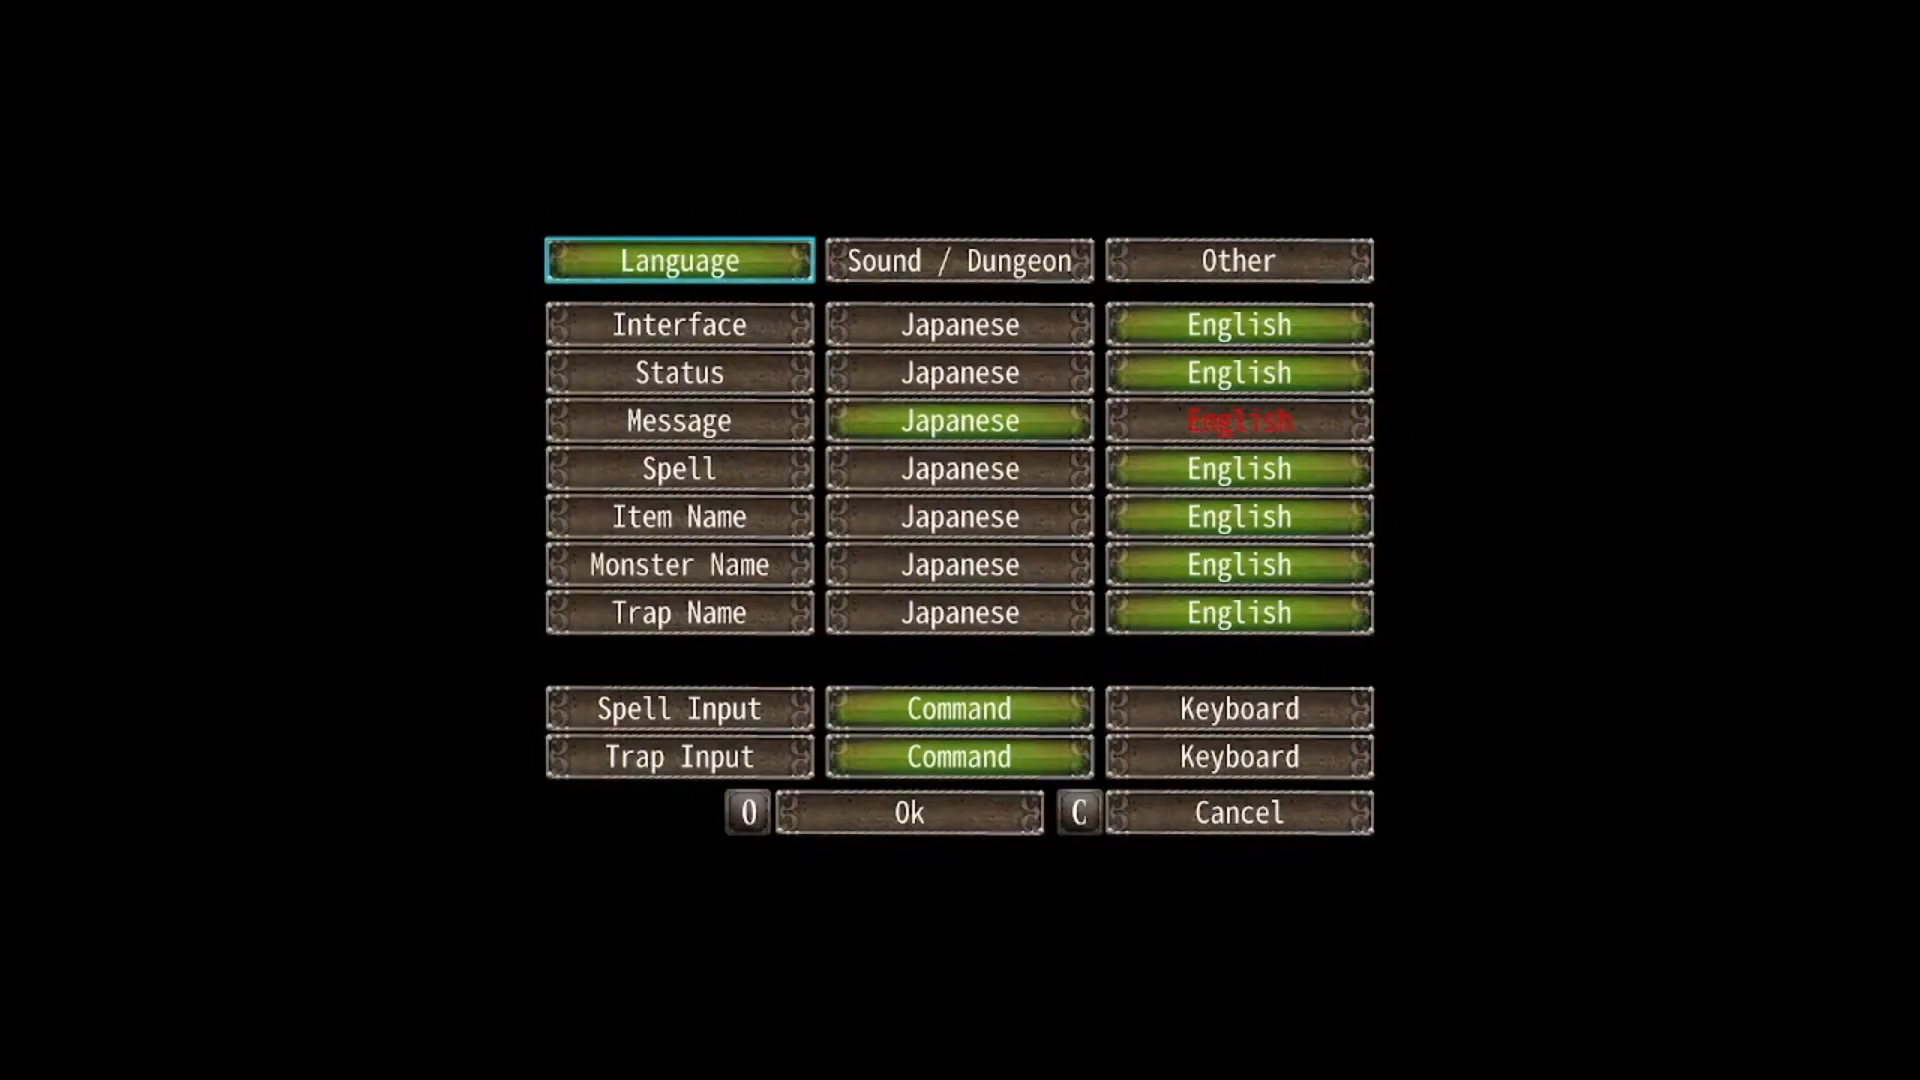 Language Sound / Dungeon Other
Interface Japanese English
Status Japanese English
Message Japanese English
Spell Japanese English
Item Name Japanese English
Monster Name Japanese English
Trap Name Japanese English
Spell Input Command Keyboard
Trap Input Command Keyboard
O Ok C Cancel